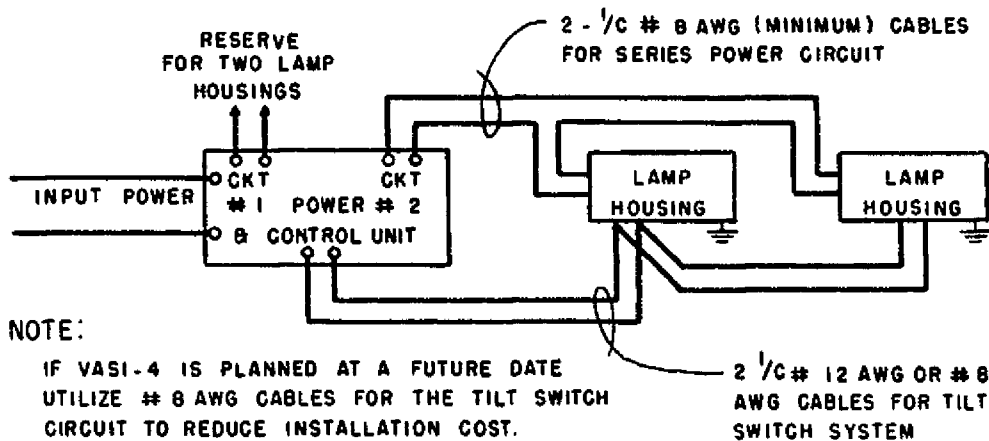 2 - 1/C # 8 AWG (MINIMUM) CABLES
FOR SERIES POWER CIRCUIT
RESERVE
FOR TWO LAMP
HOUSINGS
INPUT POWER
CKT
# 1
CKT
POWER # 2
& CONTROL UNIT
LAMP
HOUSING
LAMP
HOUSING
NOTE:
IF VASI-4 IS PLANNED AT A FUTURE DATE
UTILIZE # 8 AWG CABLES FOR THE TILT SWITCH
CIRCUIT TO REDUCE INSTALLATION COST.
2 1/C # 12 AWG OR # 8
AWG CABLES FOR TILT
SWITCH SYSTEM